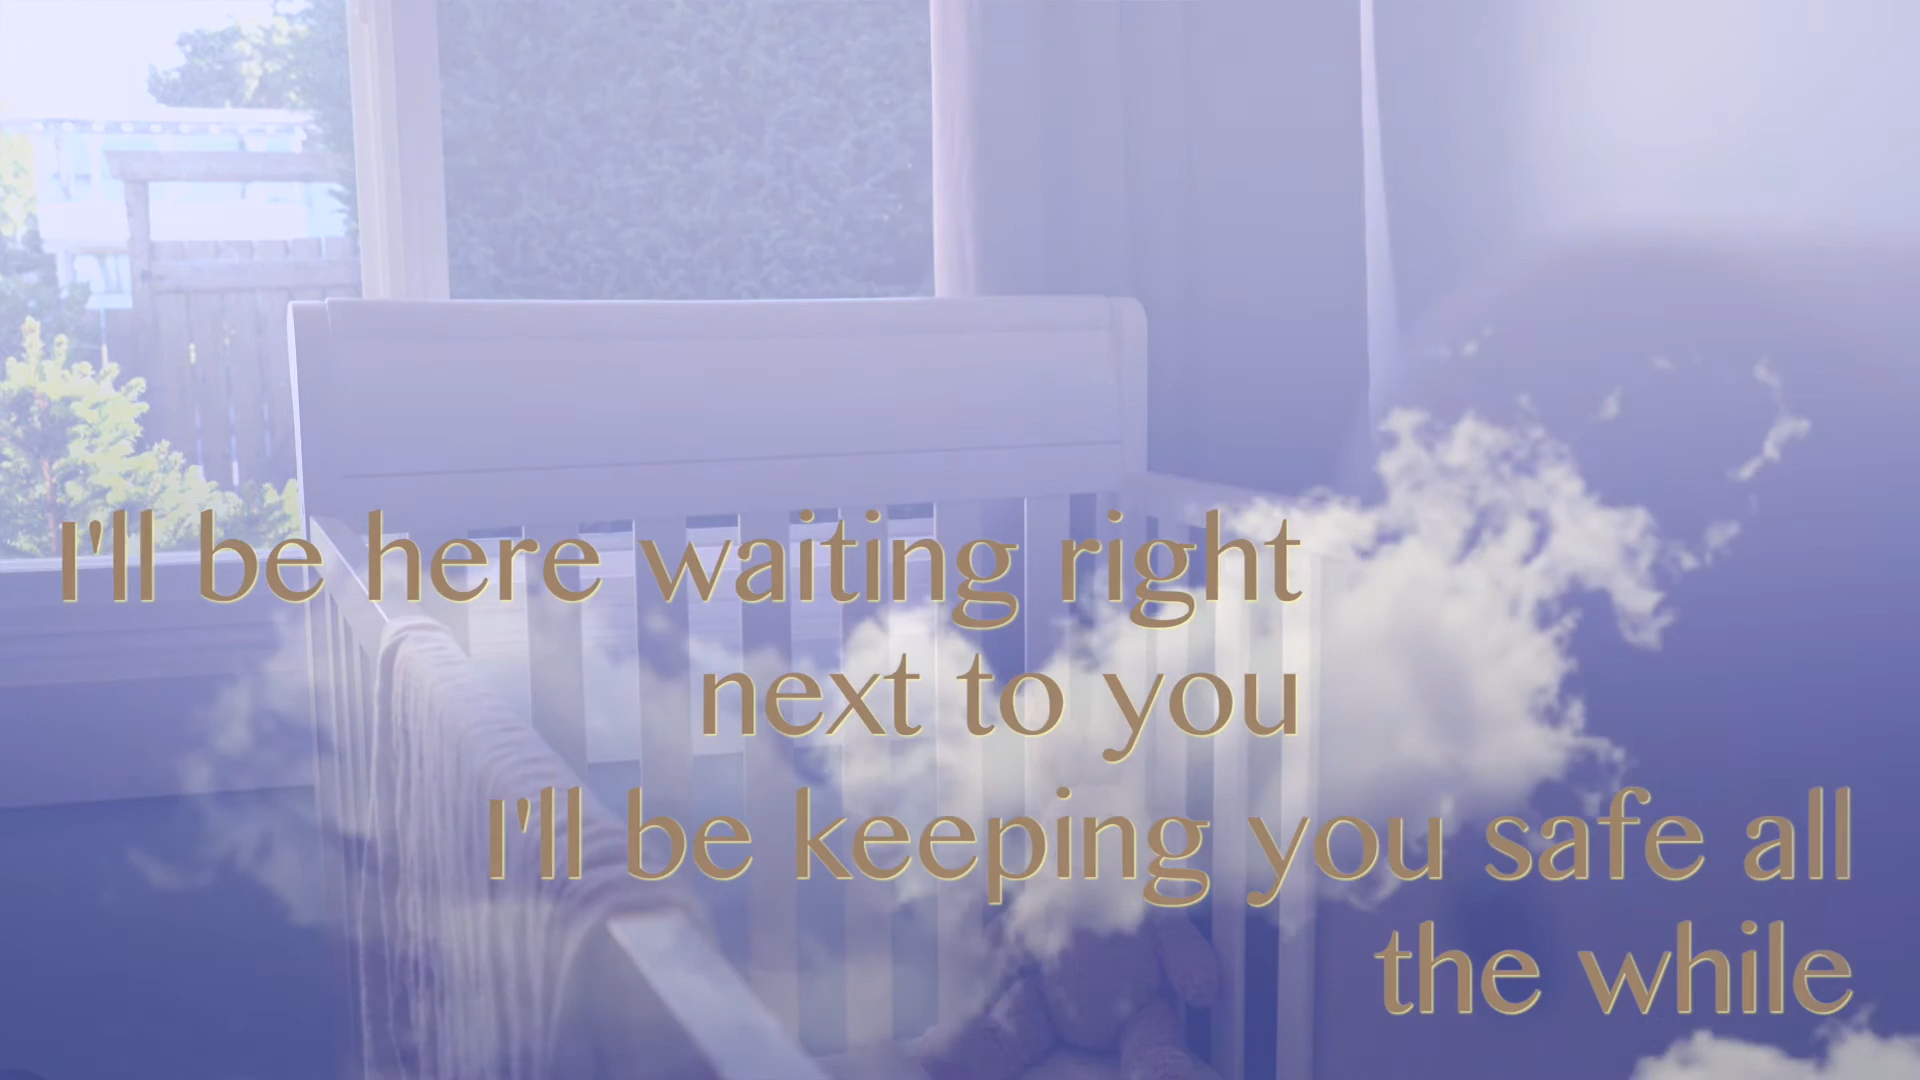 I'll be here waiting right
next to you
I'll be keeping you safe all
the while